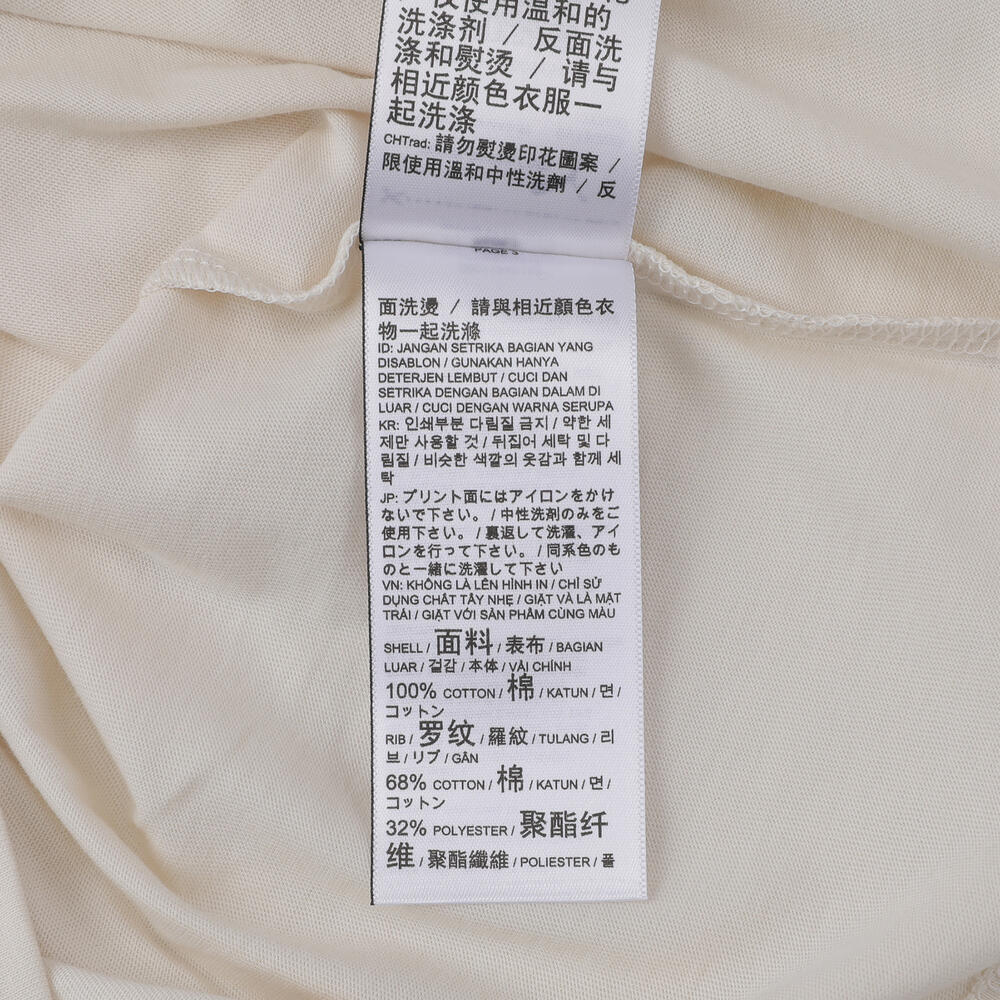 使用温和的
洗涤剂 / 反面洗
涤和熨烫 / 请与
相近颜色衣服一
起洗涤
CHTrad: 請勿熨燙印花圖案 /
限使用溫和中性洗劑 / 反
PAGE 3
面洗燙 / 請與相近顏色衣
物一起洗滌
ID: JANGAN SETRIKA BAGIAN YANG
DISABLON / GUNAKAN HANYA
DETERJEN LEMBUT / CUCI DAN
SETRIKA DENGAN BAGIAN DALAM DI
LUAR / CUCI DENGAN WARNA SERUPA
KR: 인쇄부분 다림질 금지 / 약한 세
제만 사용할 것 / 뒤집어 세탁 및 다
림질 / 비슷한 색깔의 옷감과 함께 세
탁
JP: プリント面にはアイロンをかけ
ないで下さい。 / 中性洗剤のみをご
使用下さい。 / 裏返して洗濯、アイ
ロンを行って下さい。 / 同系色のも
のと一緒に洗濯して下さい
VN: KHÔNG LÀ LÊN HÌNH IN / CHỈ SỬ
DỤNG CHẤT TẨY NHẸ / GIẶT VÀ LÀ MẶT
TRÁI / GIẶT VỚI SẢN PHẨM CÙNG MÀU
SHELL / 面料 / 表布 / BAGIAN
LUAR / 겉감 / 本体 / VẢI CHÍNH
100% COTTON / 棉 / KATUN / 면 /
コットン
RIB / 罗纹 / 羅紋 / TULANG / 리
브 / リブ / GÂN
68% COTTON / 棉 / KATUN / 면 /
コットン
32% POLYESTER / 聚酯纤
维 / 聚酯纖維 / POLIESTER / 폴